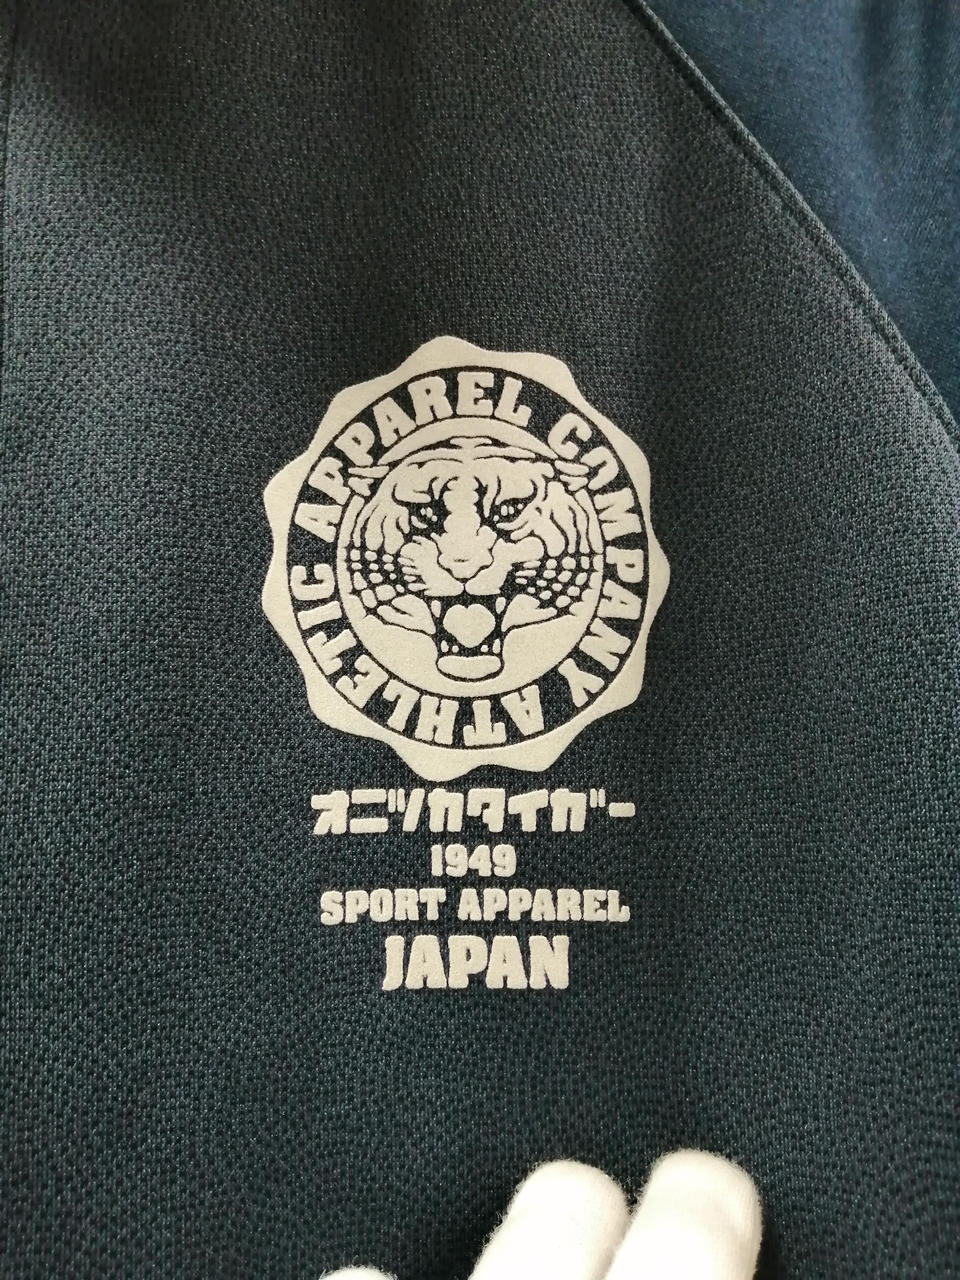 APPAREL COMPANY ATHLETIC
オニツカタイガー
1949
SPORT APPAREL
JAPAN